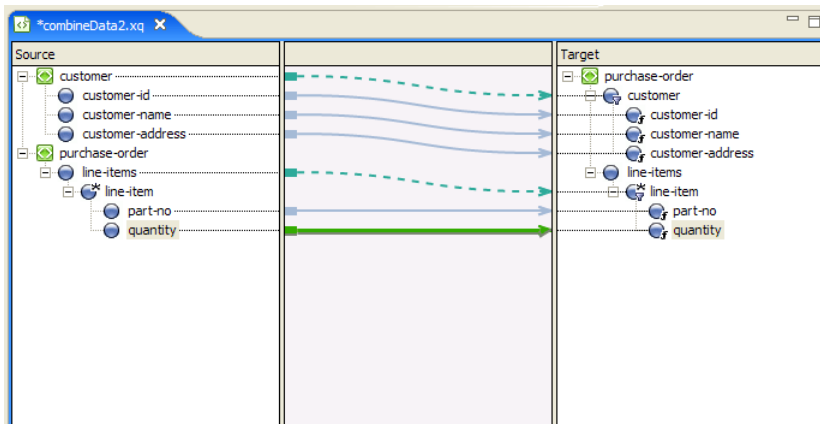 *combineData2.xq
Source
Target
customer
customer-id
customer-name
customer-address
purchase-order
line-items
line-item
part-no
quantity
purchase-order
customer
customer-id
customer-name
customer-address
line-items
line-item
part-no
quantity